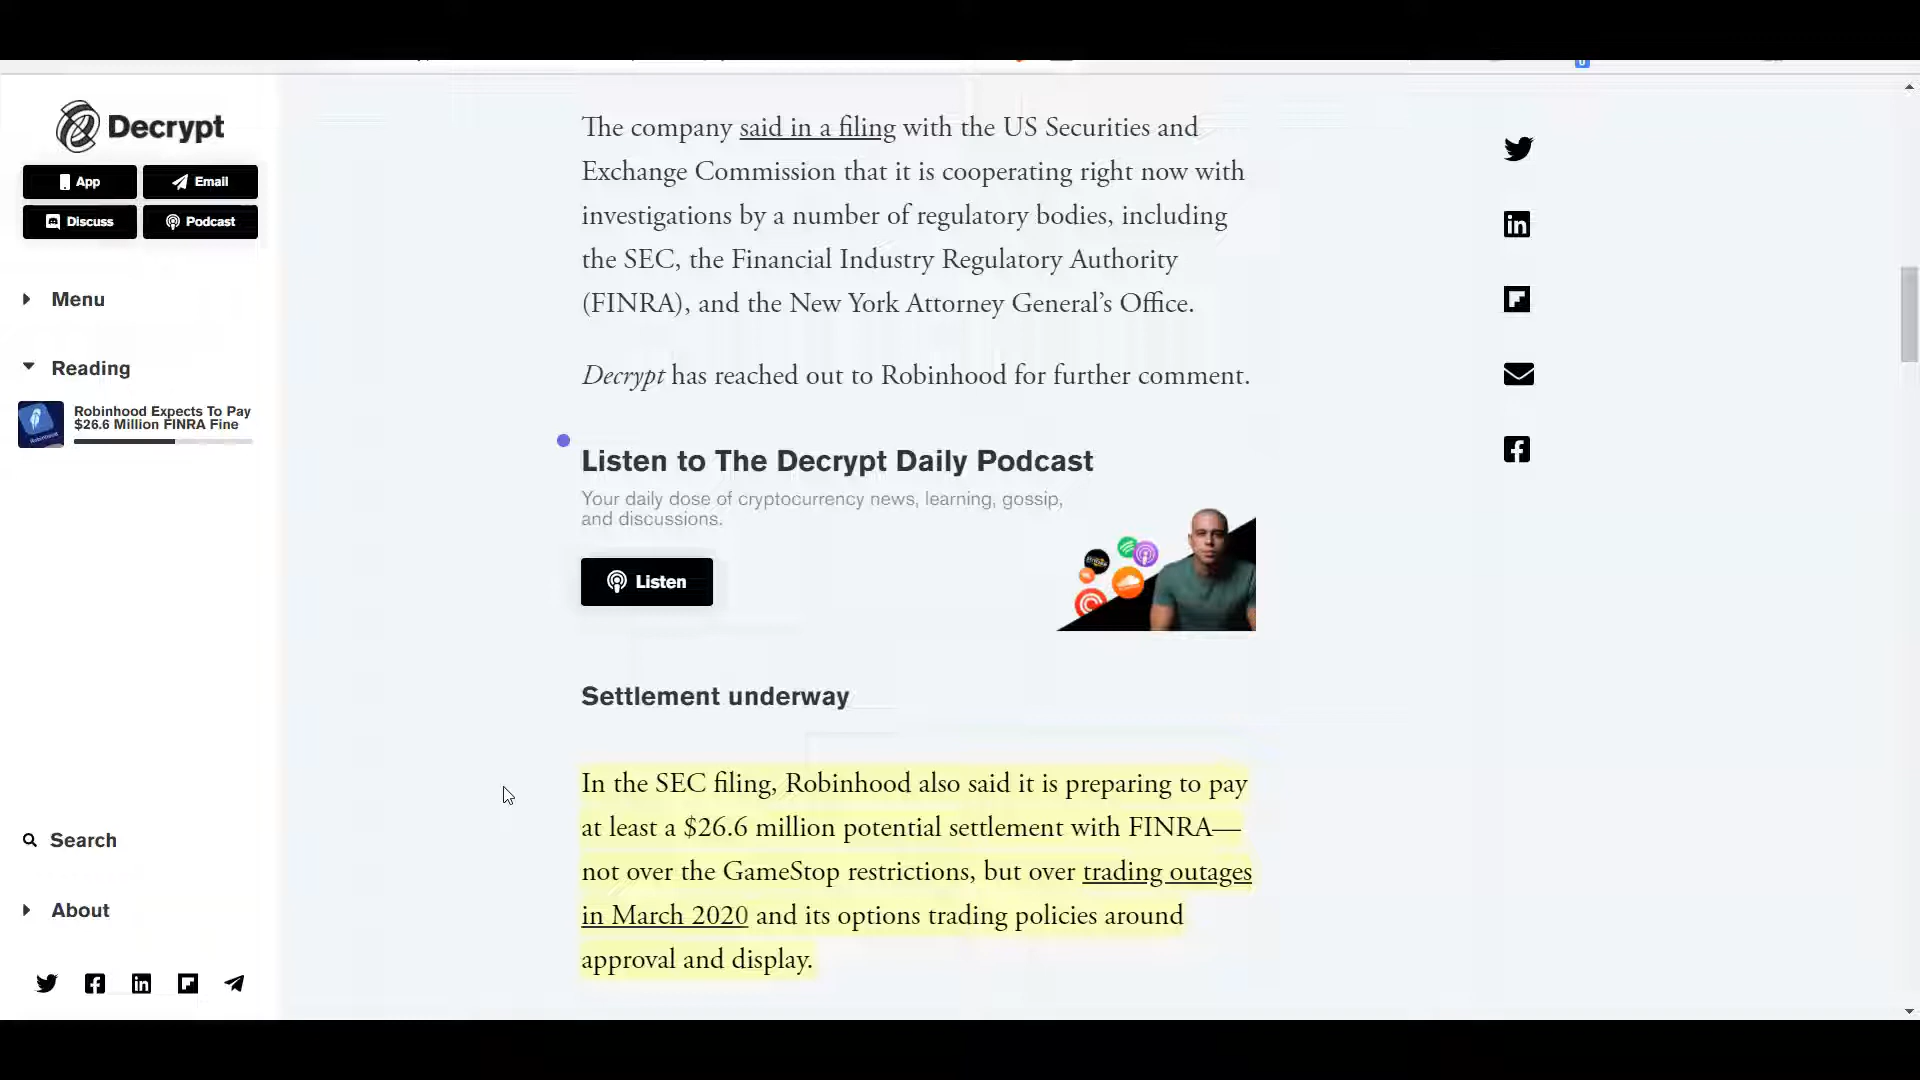 Decrypt
App
Email
Discuss
Podcast
Menu
Reading
Robinhood Expects To Pay
$26.6 Million FINRA Fine
Search
About
The company said in a filing with the US Securities and
Exchange Commission that it is cooperating right now with
investigations by a number of regulatory bodies, including
the SEC, the Financial Industry Regulatory Authority
(FINRA), and the New York Attorney General’s Office.
Decrypt has reached out to Robinhood for further comment.
Listen to The Decrypt Daily Podcast
Your daily dose of cryptocurrency news, learning, gossip,
and discussions.
Listen
Settlement underway
In the SEC filing, Robinhood also said it is preparing to pay
at least a $26.6 million potential settlement with FINRA—
not over the GameStop restrictions, but over trading outages
in March 2020 and its options trading policies around
approval and display.